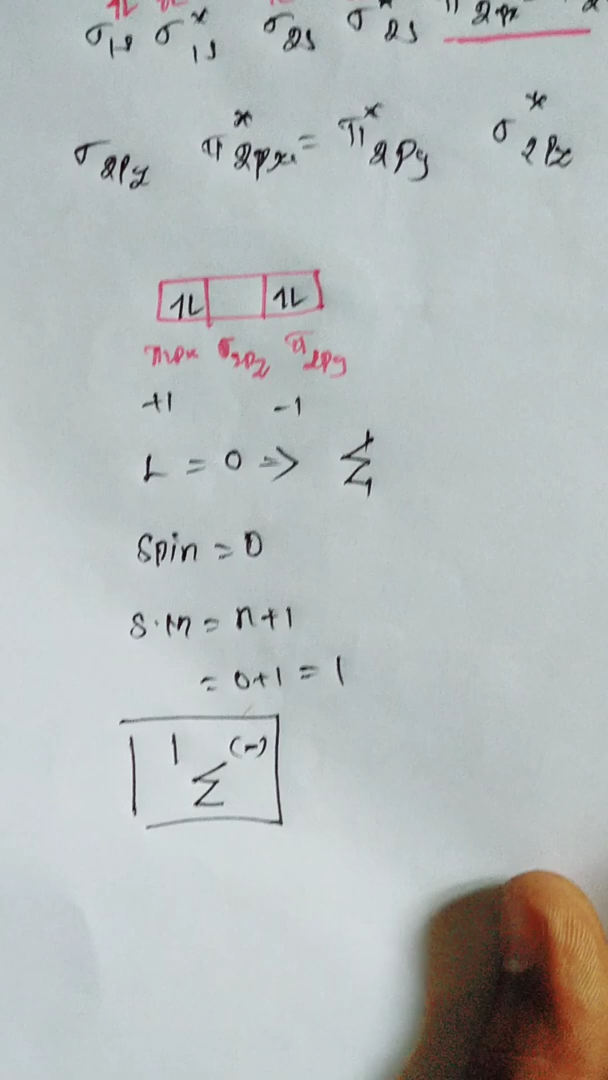 σ1s σ*1s σ2s σ*2s π2px
σ2pz π*2px = π*2py σ*2pz
1L 1L
π2px σ2pz π2py
+1 -1
L = 0 => Σ+
Spin = 0
S.M = n+1
= 0+1 = 1
1Σ(-)